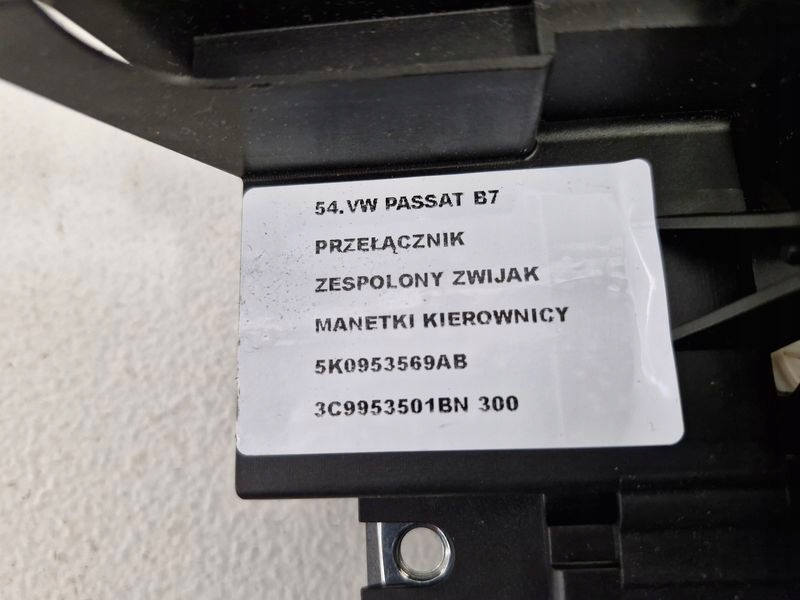 54.VW PASSAT B7
PRZEŁĄCZNIK
ZESPOLONY ZWIJAK
MANETKI KIEROWNICY
5K0953569AB
3C9953501BN 300